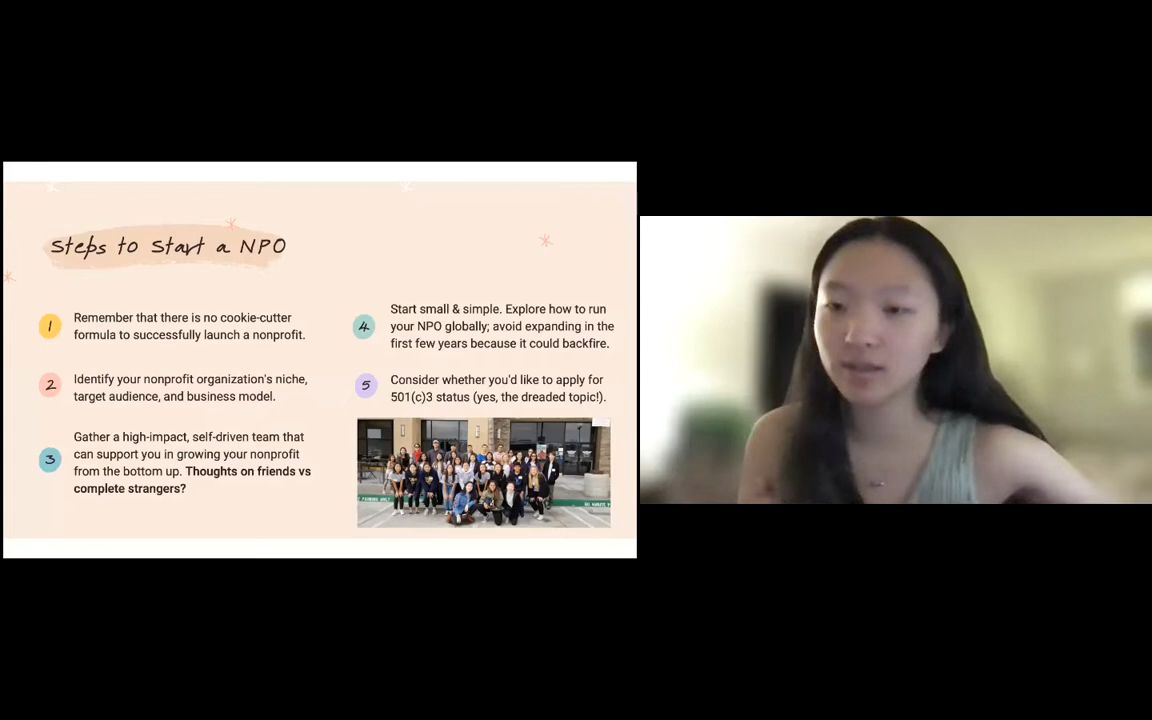 Steps to Start a NPO
1
Remember that there is no cookie-cutter
formula to successfully launch a nonprofit.
2
Identify your nonprofit organization's niche,
target audience, and business model.
3
Gather a high-impact, self-driven team that
can support you in growing your nonprofit
from the bottom up. Thoughts on friends vs
complete strangers?
4
Start small & simple. Explore how to run
your NPO globally; avoid expanding in the
first few years because it could backfire.
5
Consider whether you'd like to apply for
501(c)3 status (yes, the dreaded topic!).